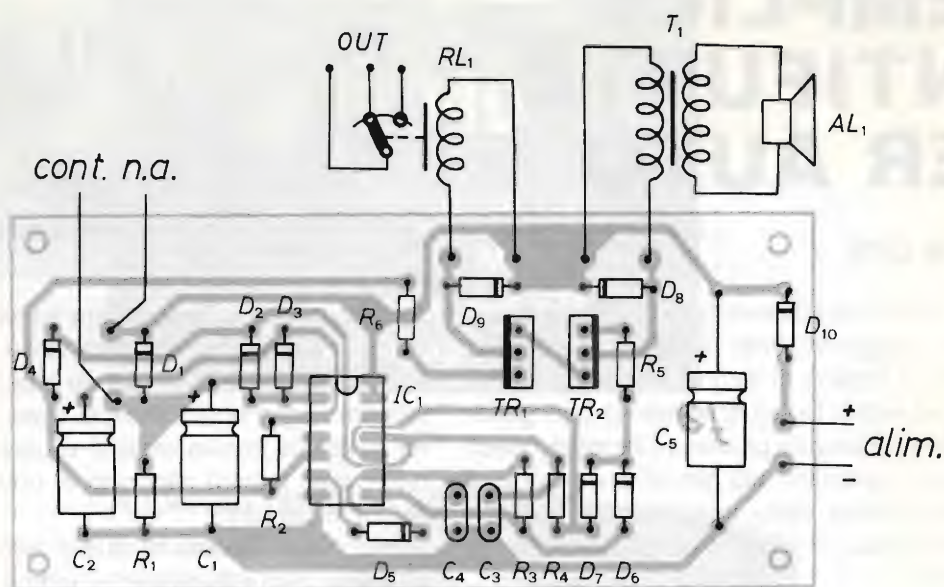 OUT
RL1
T1
AL1
cont. n.a.
D2 D3
R6
D9
D8
D10
D4
D1
IC1
TR1
TR2
R5
+
+
+
C5
+
alim.
-
R2
C2 R1 C1
D5 C4 C3 R3 R4 D7 D6